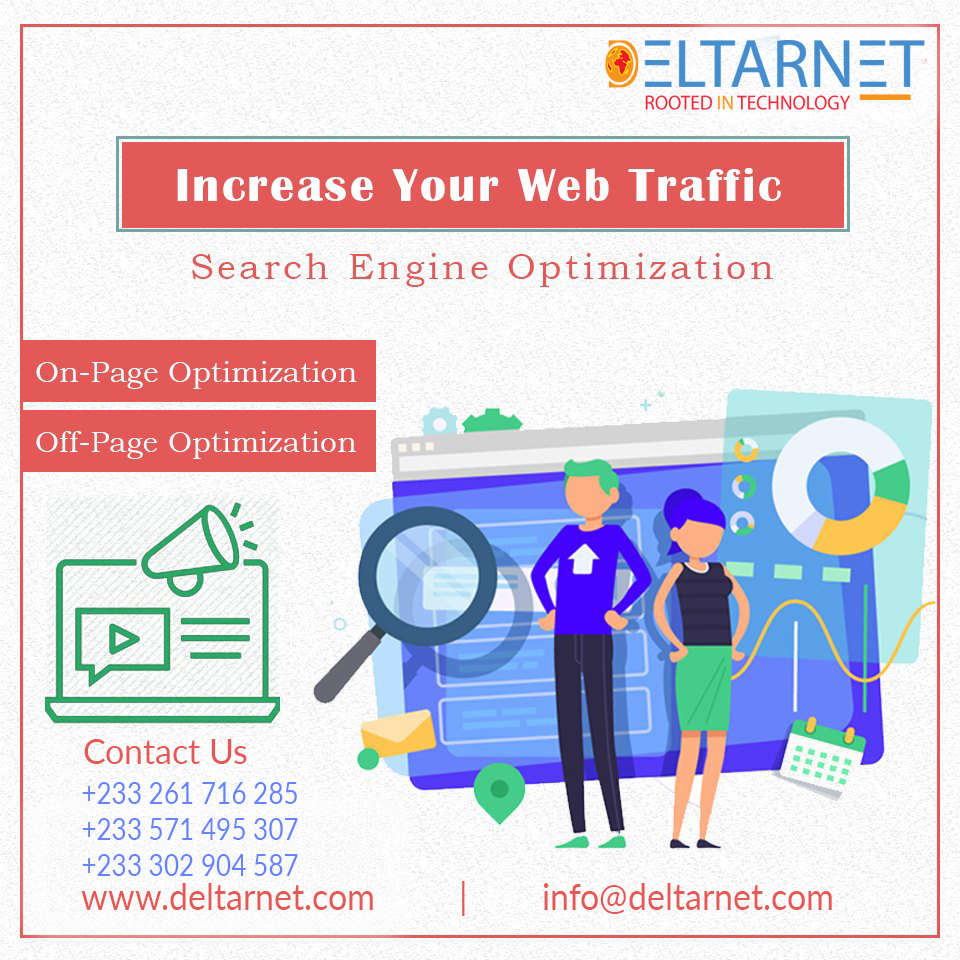 DELTARNET
ROOTED IN TECHNOLOGY
Increase Your Web Traffic
Search Engine Optimization
On-Page Optimization
Off-Page Optimization
Contact Us
+233 261 716 285
+233 571 495 307
+233 302 904 587
www.deltarnet.com | info@deltarnet.com